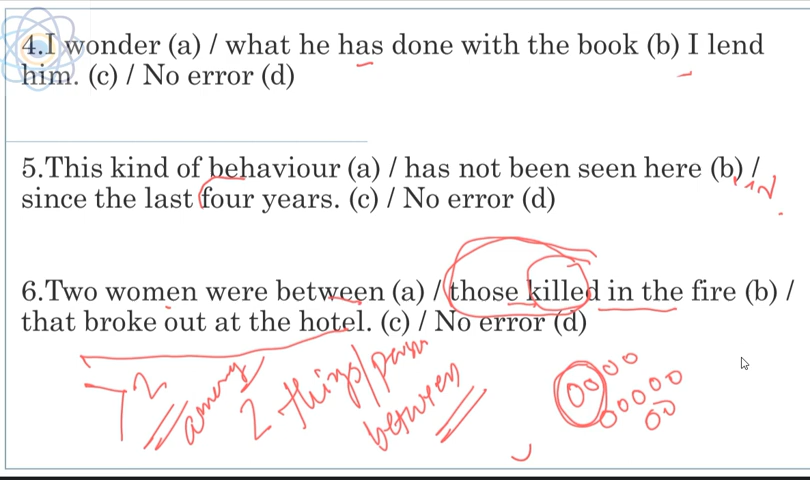 4.I wonder (a) / what he has done with the book (b) I lend
him. (c) / No error (d)
5.This kind of behaviour (a) / has not been seen here (b) /
since the last four years. (c) / No error (d)
in
6.Two women were between (a) / those killed in the fire (b) /
that broke out at the hotel. (c) / No error (d)
72 among
2 things/
between